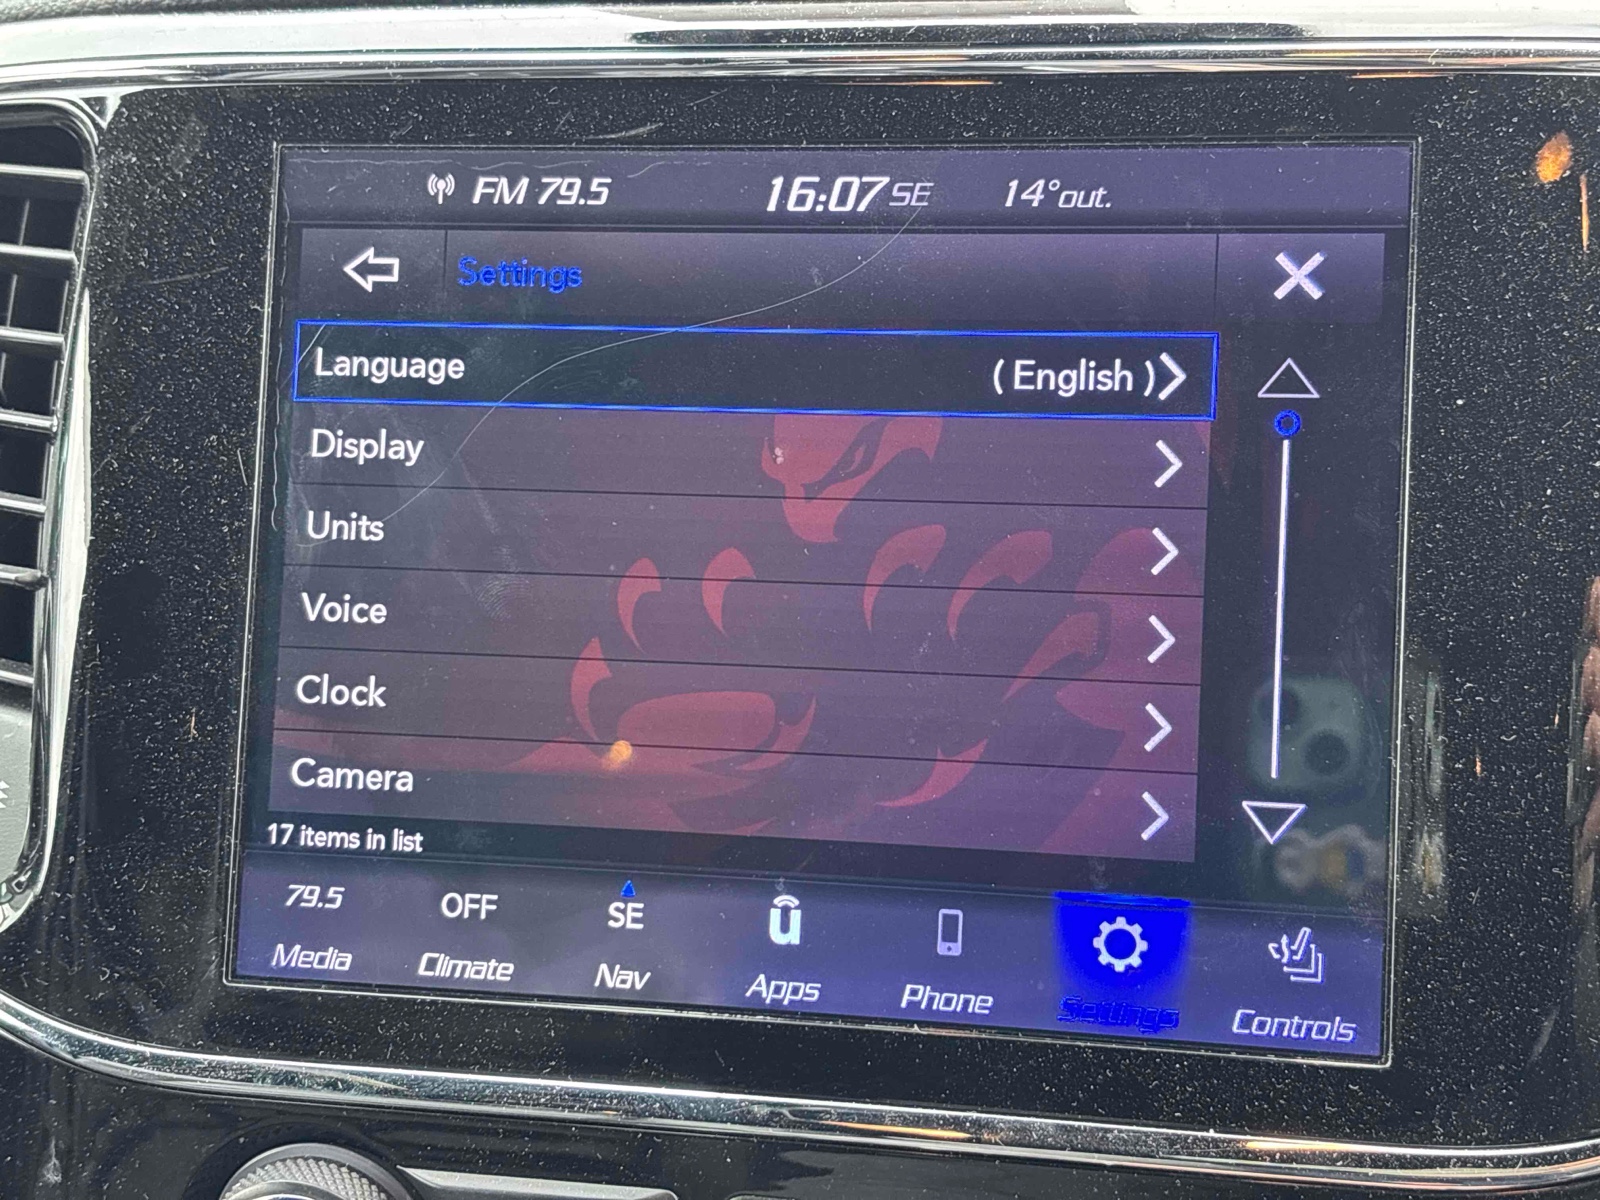 FM 79.5 16:07 SE 14° out.
Settings
Language ( English )
Display
Units
Voice
Clock
Camera
17 items in list
79.5 OFF SE u
Media Climate Nav Apps Phone Settings Controls